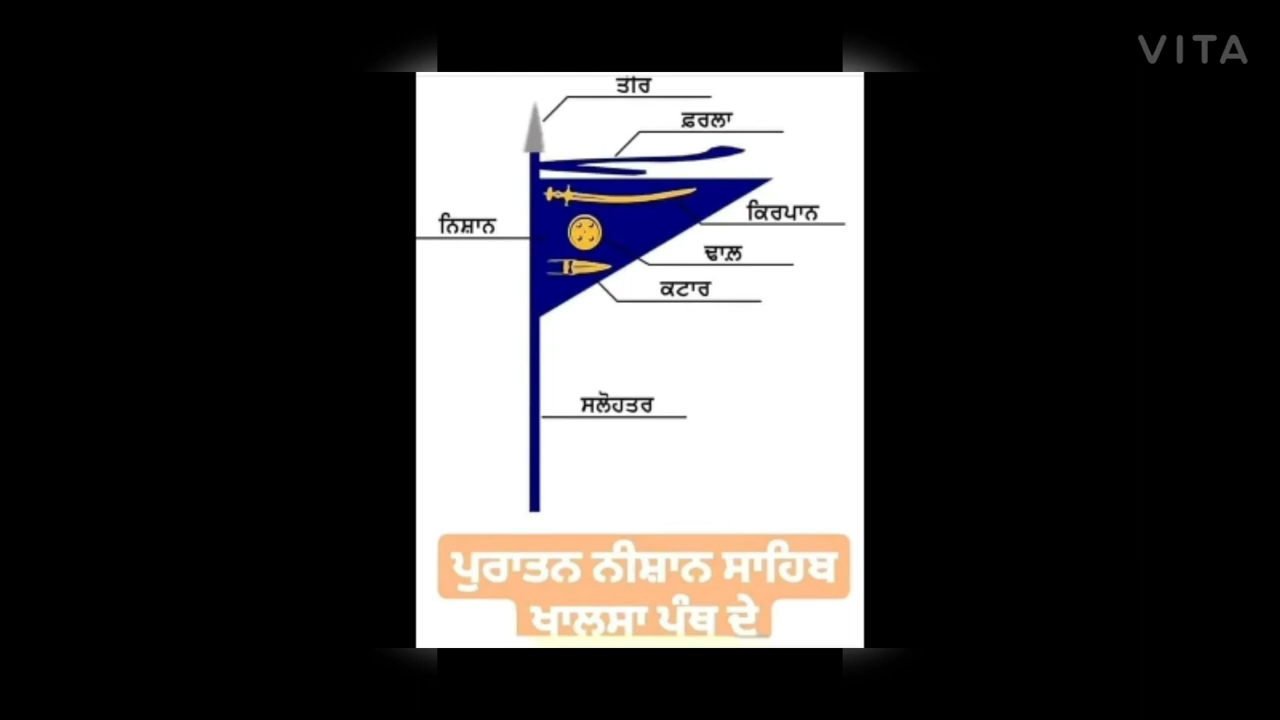 VITA
ਤੀਰ
ਫ਼ਰਲਾ
ਕਿਰਪਾਨ
ਨਿਸ਼ਾਨ
ਢਾਲ਼
ਕਟਾਰ
ਸਲੋਹਤਰ
ਪੁਰਾਤਨ ਨੀਸ਼ਾਨ ਸਾਹਿਬ
ਖਾਲਸਾ ਪੰਥ ਦੇ